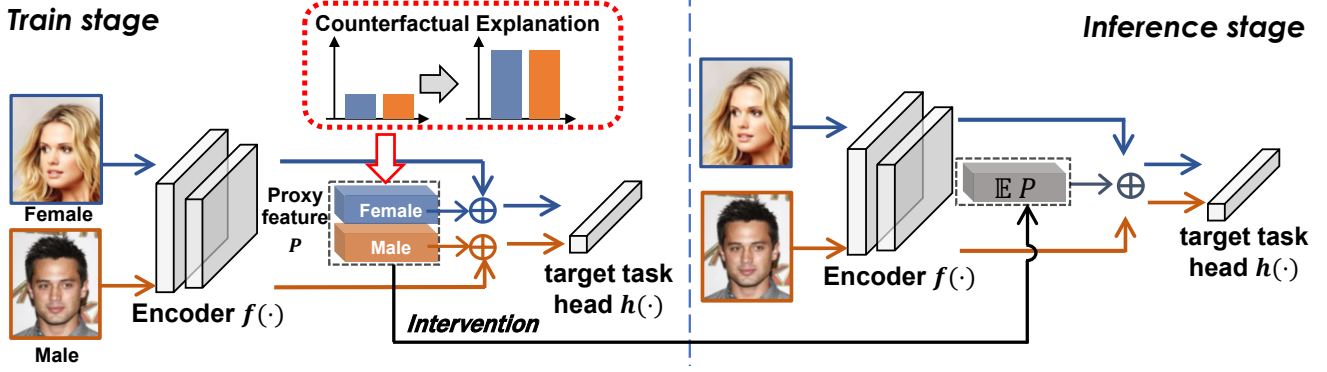 Train stage
Counterfactual Explanation
Inference stage
Female
Male
Encoder f(·)
Proxy
feature
P
Female
Male
target task
head h(·)
Intervention
Encoder f(·)
𝔼 P
target task
head h(·)